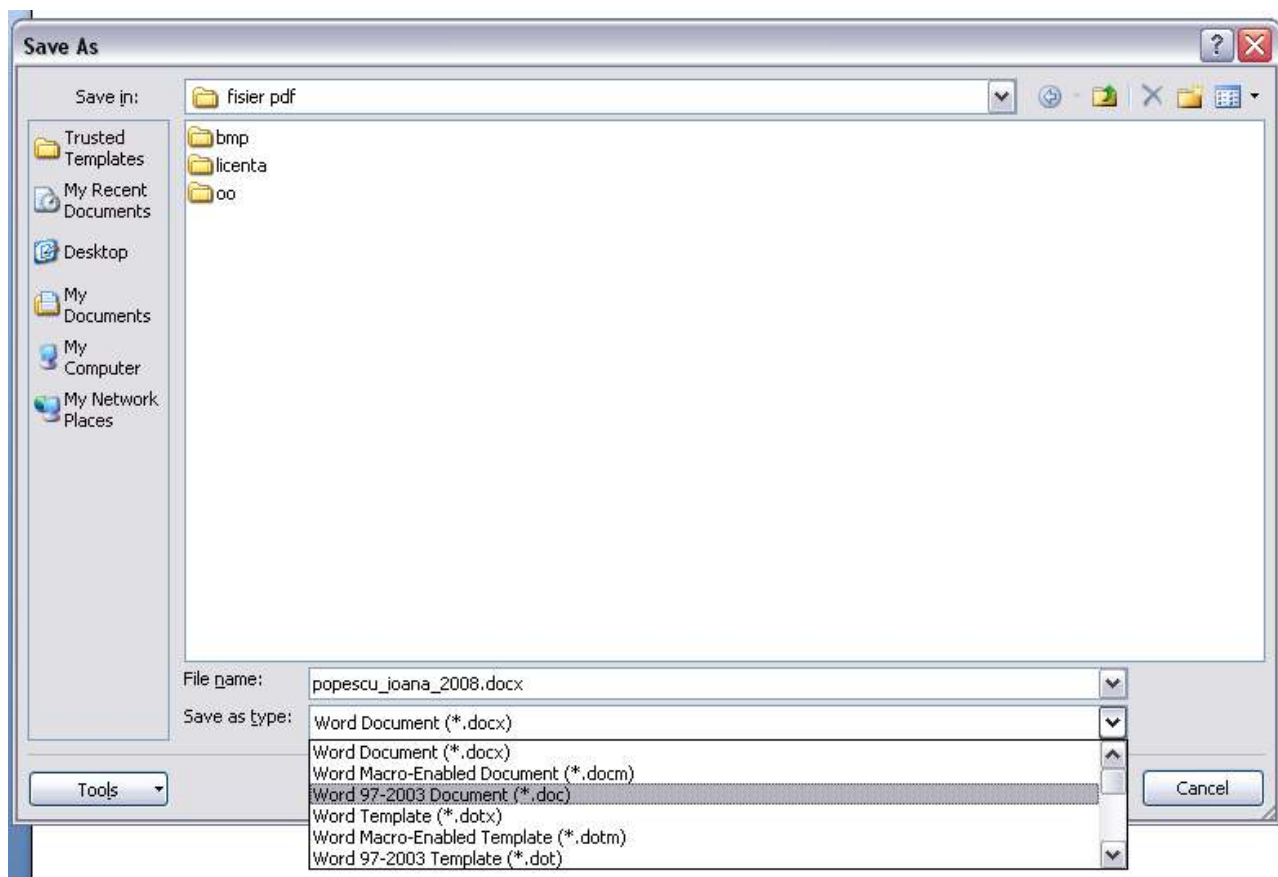 Save As
Save in:
fisier pdf
Trusted
Templates
My Recent
Documents
Desktop
My
Documents
My
Computer
My Network
Places
bmp
licenta
oo
File name:
popescu_ioana_2008.docx
Save as type:
Word Document (*.docx)
Word Document (*.docx)
Word Macro-Enabled Document (*.docm)
Word 97-2003 Document (*.doc)
Word Template (*.dotx)
Word Macro-Enabled Template (*.dotm)
Word 97-2003 Template (*.dot)
Tools
Cancel